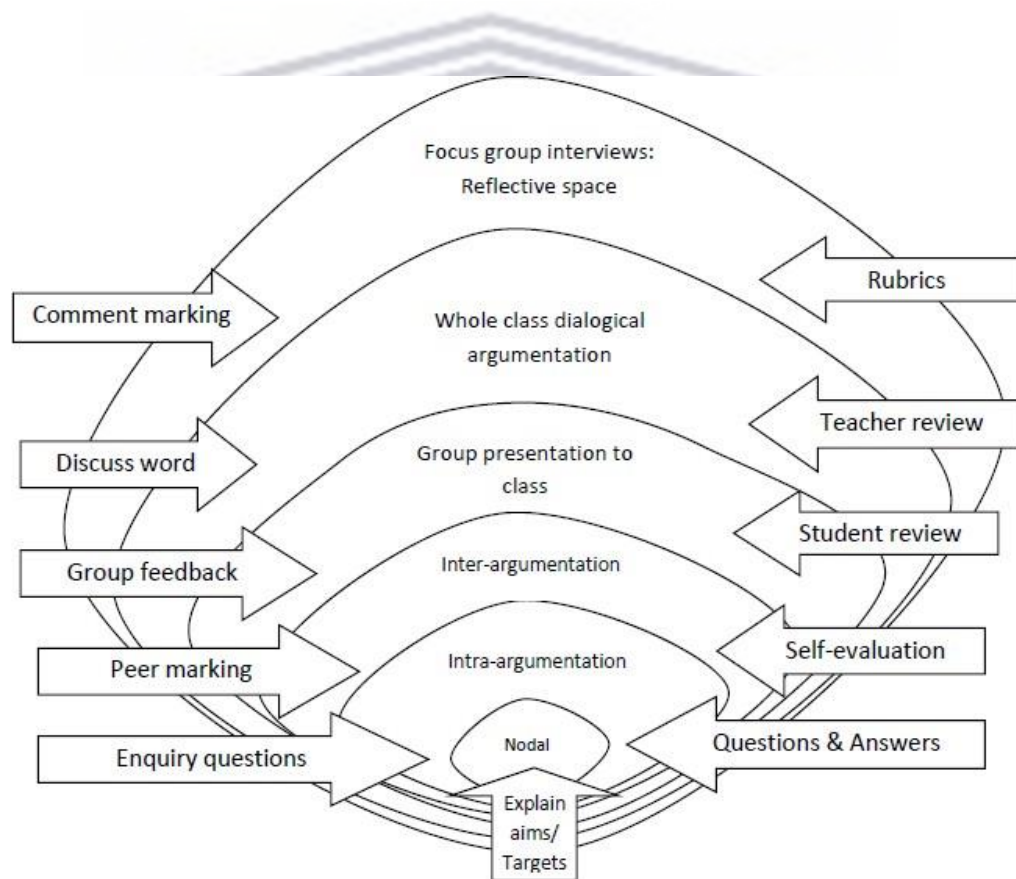 Focus group interviews:
Reflective space
Rubrics
Comment marking
Whole class dialogical
argumentation
Teacher review
Discuss word
Group presentation to
class
Student review
Group feedback
Inter-argumentation
Self-evaluation
Peer marking
Intra-argumentation
Enquiry questions
Nodal
Questions & Answers
Explain
aims/
Targets